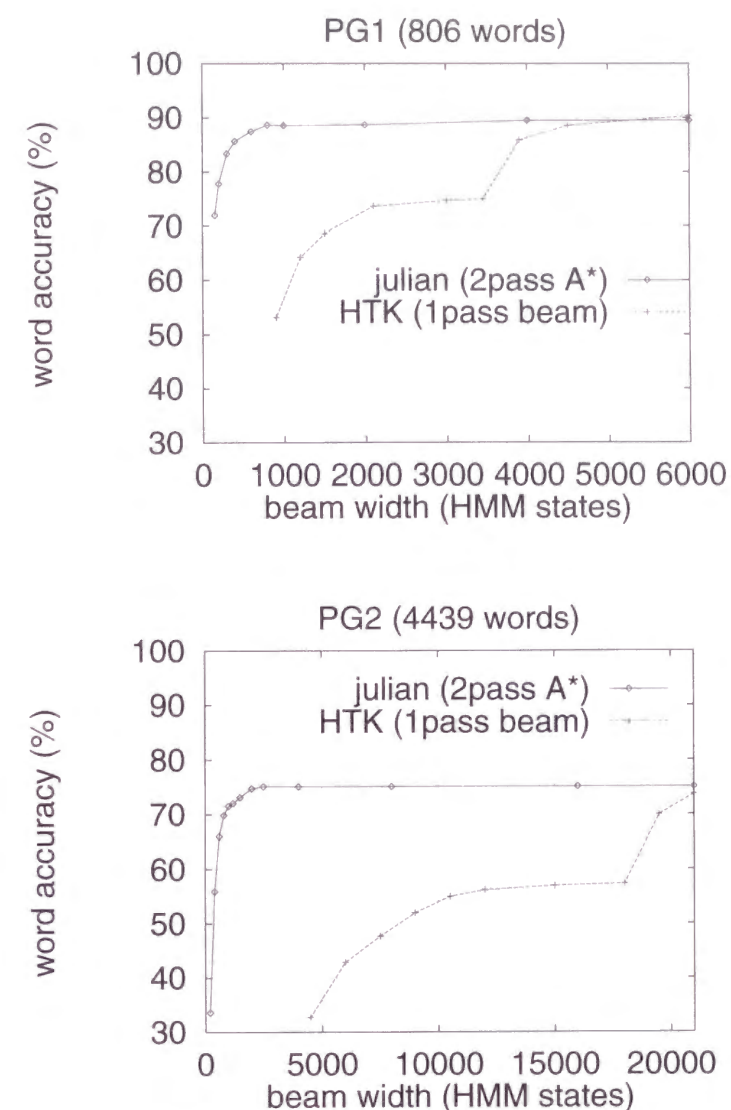 PG1 (806 words)
100
90
80
70
60
50
40
30
word accuracy (%)
julian (2pass A*)
HTK (1pass beam)
0 1000 2000 3000 4000 5000 6000
beam width (HMM states)
PG2 (4439 words)
100
90
80
70
60
50
40
30
word accuracy (%)
julian (2pass A*)
HTK (1pass beam)
0 5000 10000 15000 20000
beam width (HMM states)